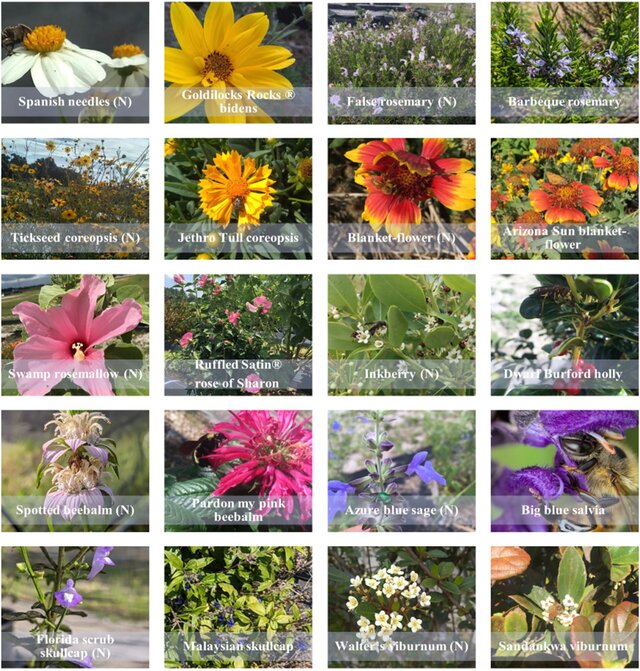 Spanish needles (N)
Goldilocks Rocks ®
bidens
False rosemary (N)
Barbeque rosemary
Tickseed coreopsis (N)
Jethro Tull coreopsis
Blanket-flower (N)
Arizona Sun blanket-
flower
Swamp rosemallow (N)
Ruffled Satin®
rose of Sharon
Inkberry (N)
Dwarf Burford holly
Spotted beebalm (N)
Pardon my pink
beebalm
Azure blue sage (N)
Big blue salvia
Florida scrub
skullcap (N)
Malaysian skullcap
Walter's viburnum (N)
Sandankwa viburnum